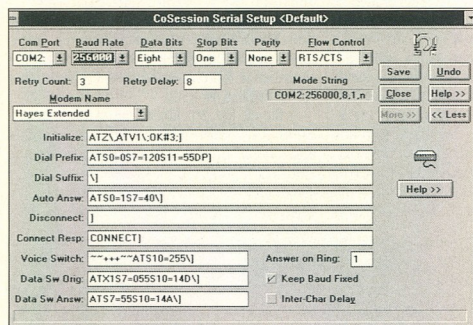 CoSession Serial Setup <Default>
Com Port Baud Rate Data Bits Stop Bits Parity Flow Control
COM2: 256000 Eight One None RTS/CTS
Retry Count: 3 Retry Delay: 8 Mode String
COM2:256000,8,1,n
Modem Name
Hayes Extended
Save Undo
Close Help >>
More >> << Less
Help >>
Initialize: ATZ\,ATV1\;OK#3;]
Dial Prefix: ATS0=0S7=120S11=55DP]
Dial Suffix: \]
Auto Answ: ATS0=1S7=40\]
Disconnect: ]
Connect Resp: CONNECT]
Voice Switch: ~~+++~~ATS10=255\] Answer on Ring: 1
Data Sw Orig: ATX1S7=055S10=14D\] Keep Baud Fixed
Data Sw Answ: ATS7=55S10=14A\] Inter-Char Delay